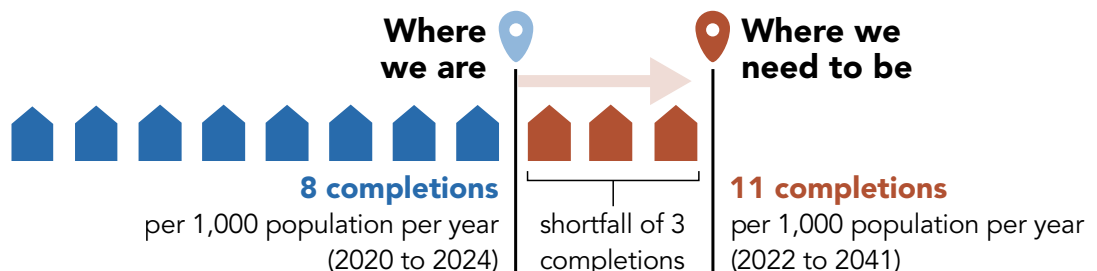 Where
we are
Where we
need to be
8 completions
per 1,000 population per year
(2020 to 2024)
shortfall of 3
completions
11 completions
per 1,000 population per year
(2022 to 2041)